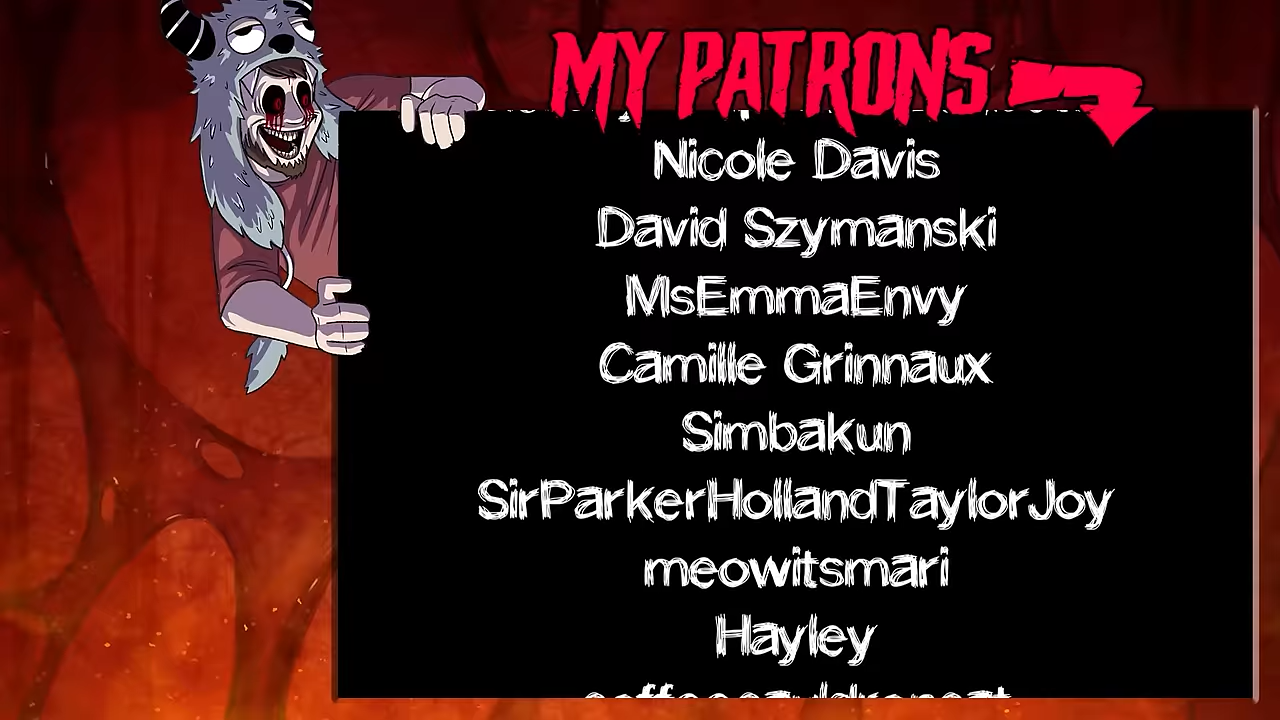 MY PATRONS
Nicole Davis
David Szymanski
MsEmmaEnvy
Camille Grinnaux
Simbakun
SirParkerHollandTaylorJoy
meowitsmari
Hayley